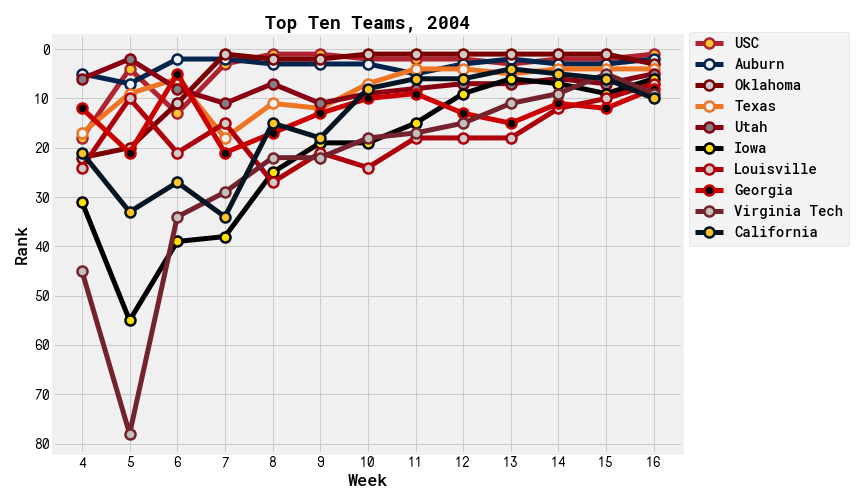 Top Ten Teams, 2004
USC
Auburn
Oklahoma
Texas
Utah
Iowa
Louisville
Georgia
Virginia Tech
California
0
10
20
30
40
50
60
70
80
Rank
4 5 6 7 8 9 10 11 12 13 14 15 16
Week